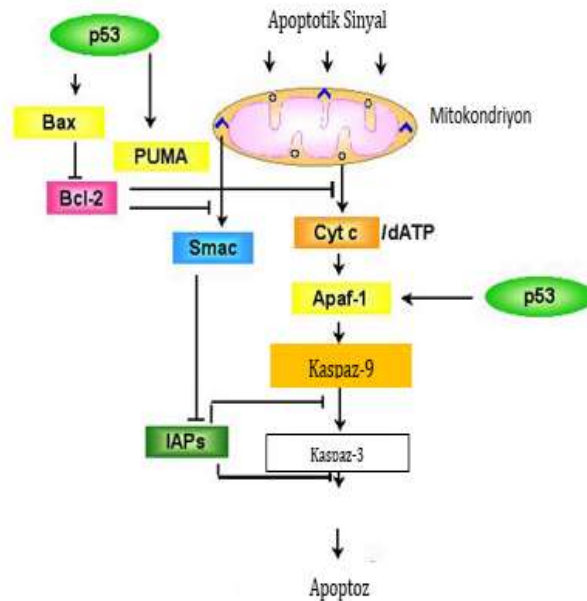 p53
Apoptotik Sinyal
Bax
PUMA
Mitokondriyon
Bcl-2
Smac
Cyt c /dATP
Apaf-1
p53
Kaspaz-9
IAPs
Kaspaz-3
Apoptoz